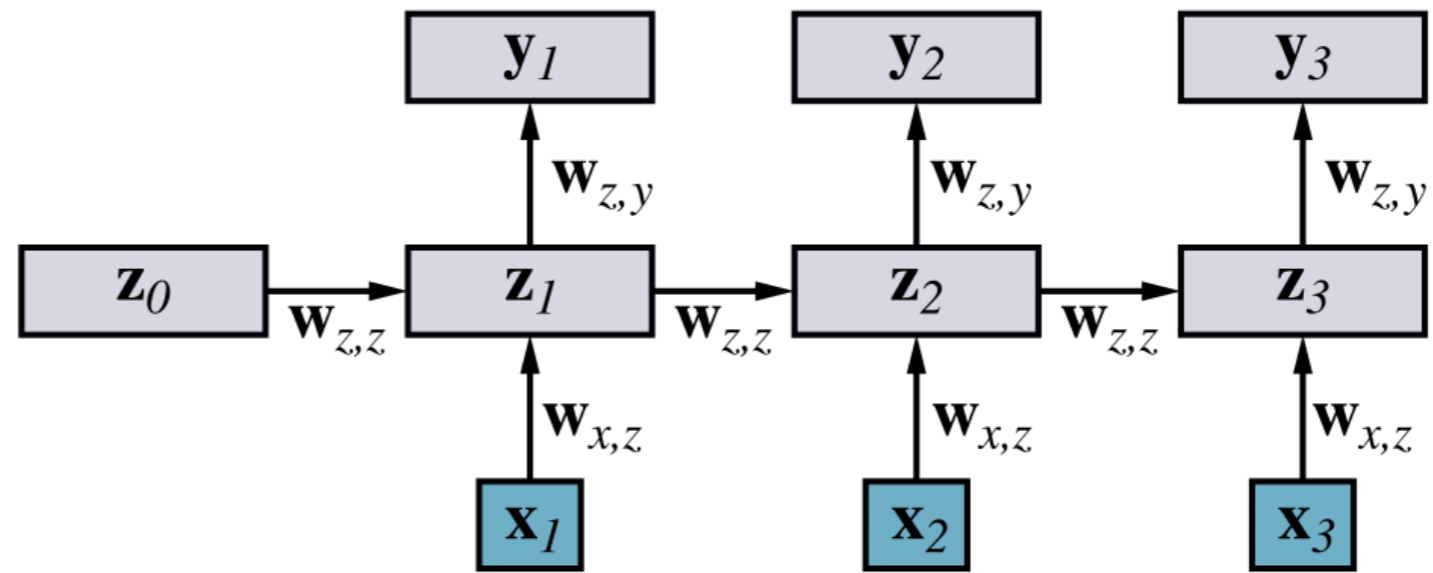 y1 y2 y3
wz,y wz,y wz,y
z0 z1 z2 z3
wz,z wz,z wz,z
wx,z wx,z wx,z
x1 x2 x3